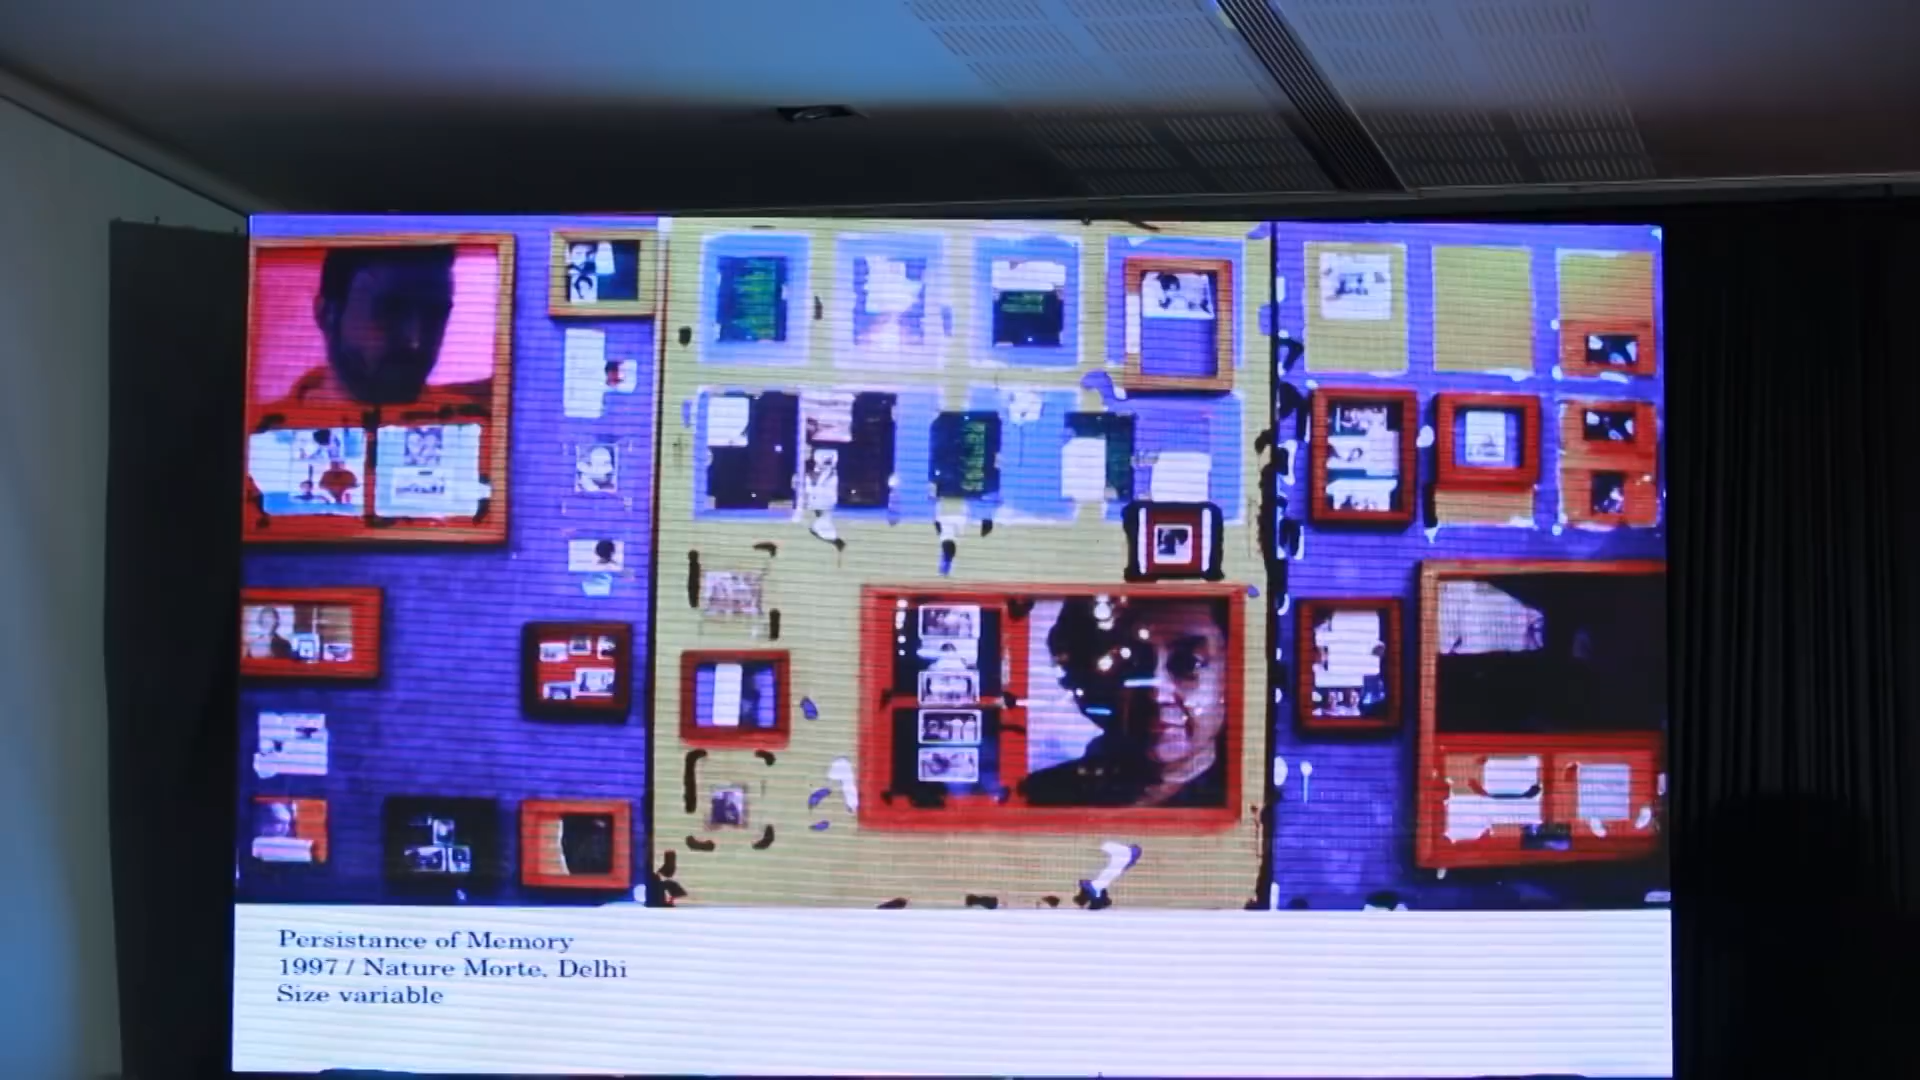 Persistance of Memory
1997 / Nature Morte. Delhi
Size variable